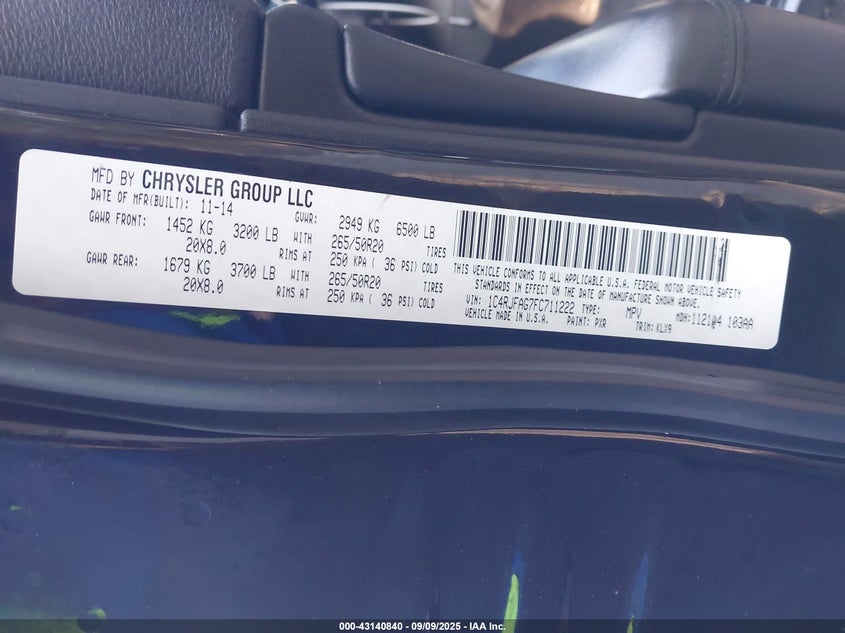 MFD BY CHRYSLER GROUP LLC
DATE OF MFR(BUILT): 11-14 GVWR: 2949 KG 6500 LB
GAWR FRONT: 1452 KG 3200 LB WITH 265/50R20 TIRES
20X8.0 RIMS AT 250 KPA ( 36 PSI) COLD
GAWR REAR: 1679 KG 3700 LB WITH 265/50R20 TIRES
20X8.0 RIMS AT 250 KPA ( 36 PSI) COLD
THIS VEHICLE CONFORMS TO ALL APPLICABLE U.S.A. FEDERAL MOTOR VEHICLE SAFETY
STANDARDS IN EFFECT ON THE DATE OF MANUFACTURE SHOWN ABOVE.
VIN: 1C4RJFAG7FC711222 TYPE: MPV MDH: 103AA
VEHICLE MADE IN U.S.A. PAINT: PXR TRIM: KLX9
000-43140840 - 09/09/2025 - IAA Inc.